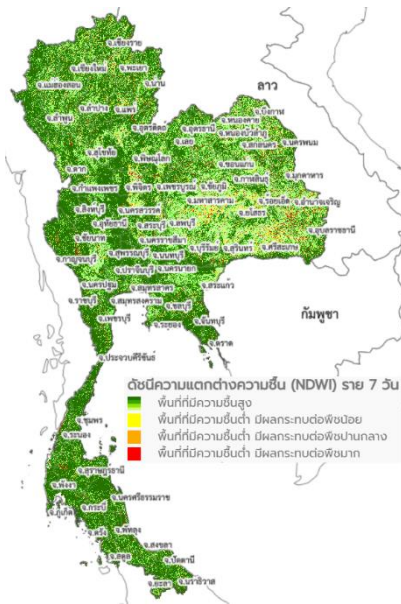 จ.เชียงราย
จ.เชียงใหม่
จ.พะเยา
จ.แม่ฮ่องสอน
จ.น่าน
ลาว
จ.ลำปาง
จ.แพร่
จ.ลำพูน
จ.อุตรดิตถ์
จ.บึงกาฬ
จ.หนองคาย
จ.อุดรธานี
จ.หนองบัวลำภู
จ.เลย
จ.สกลนคร
จ.นครพนม
จ.สุโขทัย
จ.พิษณุโลก
จ.ตาก
จ.ขอนแก่น
จ.กาฬสินธุ์
จ.มุกดาหาร
จ.กำแพงเพชร
จ.พิจิตร
จ.เพชรบูรณ์
จ.ชัยภูมิ
จ.มหาสารคาม
จ.ร้อยเอ็ด
จ.อำนาจเจริญ
จ.ยโสธร
จ.สิงห์บุรี
จ.นครสวรรค์
จ.อุทัยธานี
จ.สระบุรี
จ.ลพบุรี
จ.อุบลราชธานี
จ.ชัยนาท
จ.นครราชสีมา
จ.บุรีรัมย์
จ.สุรินทร์
จ.ศรีสะเกษ
จ.กาญจนบุรี
จ.สุพรรณบุรี
จ.นนทบุรี
จ.ปราจีนบุรี
จ.นครนายก
จ.นครปฐม
จ.สมุทรสาคร
จ.สระแก้ว
จ.ราชบุรี
จ.สมุทรสงคราม
จ.ชลบุรี
กัมพูชา
จ.เพชรบุรี
จ.ระยอง
จ.จันทบุรี
จ.ตราด
จ.ประจวบคีรีขันธ์
ดัชนีความแตกต่างความชื้น (NDWI) ราย 7 วัน
พื้นที่ที่มีความชื้นสูง
พื้นที่ที่มีความชื้นต่ำ มีผลกระทบต่อพืชน้อย
พื้นที่ที่มีความชื้นต่ำ มีผลกระทบต่อพืชปานกลาง
พื้นที่ที่มีความชื้นต่ำ มีผลกระทบต่อพืชมาก
จ.ชุมพร
จ.ระนอง
จ.สุราษฎร์ธานี
จ.พังงา
จ.นครศรีธรรมราช
จ.กระบี่
จ.ภูเก็ต
จ.ตรัง
จ.พัทลุง
จ.สงขลา
จ.สตูล
จ.ปัตตานี
จ.ยะลา
จ.นราธิวาส